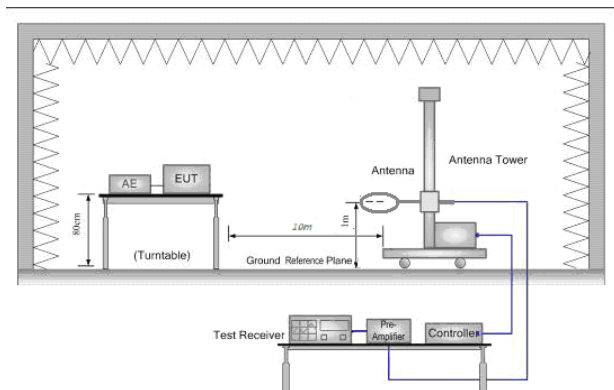 Antenna Tower
Antenna
AE
EUT
80cm
10m
1m
(Turntable)
Ground Reference Plane
Test Receiver
Pre-
Amplifier
Controller